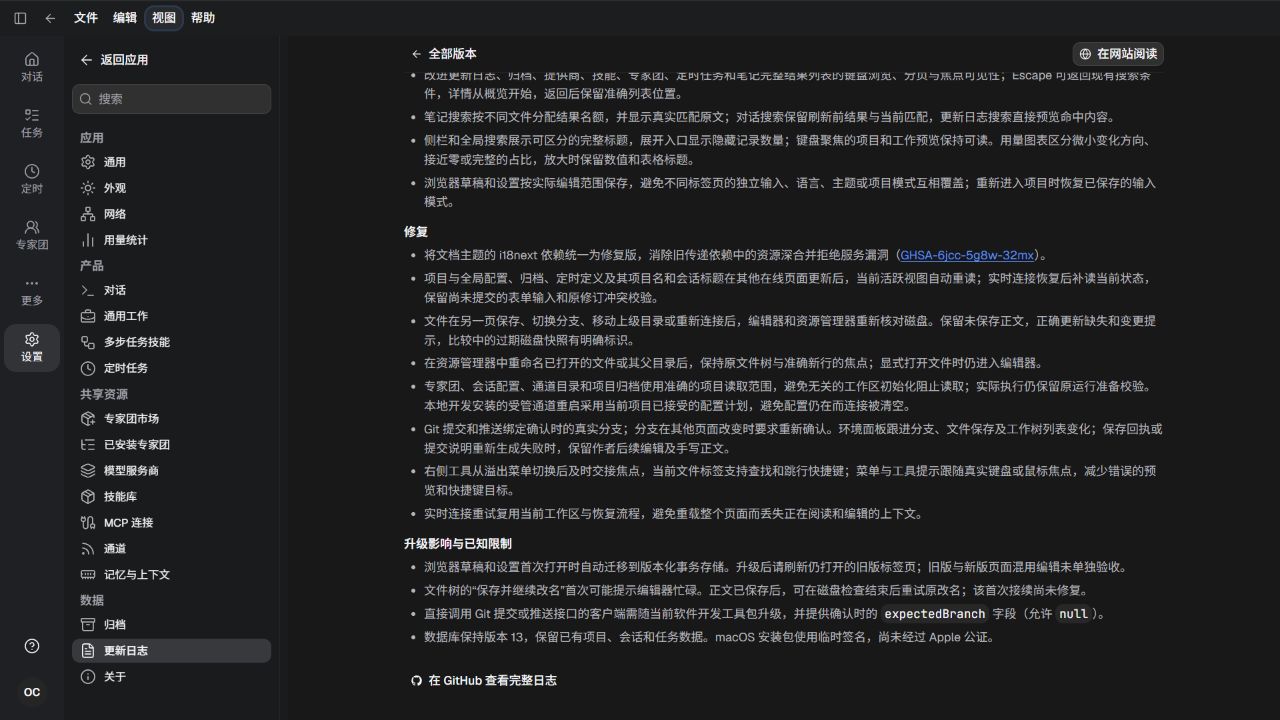 文件 编辑 视图 帮助
对话
任务
定时
专家团
更多
设置
OC
返回应用
搜索
应用
通用
外观
网络
用量统计
产品
对话
通用工作
多步任务技能
定时任务
共享资源
专家团市场
已安装专家团
模型服务商
技能库
MCP 连接
通道
记忆与上下文
数据
归档
更新日志
关于
全部版本
在网站阅读
改进更新日志、归档、提供商、技能、专家团、定时任务和笔记完整结果列表的键盘浏览、分页与焦点可见性；Escape 可返回现有搜索条
件，详情从概览开始，返回后保留准确列表位置。
笔记搜索按不同文件分配结果名额，并显示真实匹配原文；对话搜索保留刷新前结果与当前匹配，更新日志搜索直接预览命中内容。
侧栏和全局搜索展示可区分的完整标题，展开入口显示隐藏记录数量；键盘聚焦的项目和工作预览保持可读。用量图表区分微小变化方向、
接近零或完整的占比，放大时保留数值和表格标题。
浏览器草稿和设置按实际编辑范围保存，避免不同标签页的独立输入、语言、主题或项目模式互相覆盖；重新进入项目时恢复已保存的输入
模式。
修复
将文档主题的 i18next 依赖统一为修复版，消除旧传递依赖中的资源深合并拒绝服务漏洞（GHSA-6jcc-5g8w-32mx）。
项目与全局配置、归档、定时定义及其项目名和会话标题在其他在线页面更新后，当前活跃视图自动重读；实时连接恢复后补读当前状态，
保留尚未提交的表单输入和原修订冲突校验。
文件在另一页保存、切换分支、移动上级目录或重新连接后，编辑器和资源管理器重新核对磁盘。保留未保存正文，正确更新缺失和变更提
示，比较中的过期磁盘快照有明确标识。
在资源管理器中重命名已打开的文件或其父目录后，保持原文件树与准确新行的焦点；显式打开文件时仍进入编辑器。
专家团、会话配置、通道目录和项目归档使用准确的项目读取范围，避免无关的工作区初始化阻止读取；实际执行仍保留原运行准备校验。
本地开发安装的受管通道重启采用当前项目已接受的配置计划，避免配置仍在而连接被清空。
Git 提交和推送绑定确认时的真实分支；分支在其他页面改变时要求重新确认。环境面板跟进分支、文件保存及工作树列表变化；保存回执或
提交说明重新生成失败时，保留作者后续编辑及手写正文。
右侧工具从溢出菜单切换后及时交接焦点，当前文件标签支持查找和跳行快捷键；菜单与工具提示跟随真实键盘或鼠标焦点，减少错误的预
览和快捷键目标。
实时连接重试复用当前工作区与恢复流程，避免重载整个页面而丢失正在阅读和编辑的上下文。
升级影响与已知限制
浏览器草稿和设置首次打开时自动迁移到版本化事务存储。升级后请刷新仍打开的旧版标签页；旧版与新版页面混用编辑未单独验收。
文件树的“保存并继续改名”首次可能提示编辑器忙碌。正文已保存后，可在磁盘检查结束后重试原改名；该首次接续尚未修复。
直接调用 Git 提交或推送接口的客户端需随当前软件开发工具包升级，并提供确认时的 expectedBranch 字段（允许 null）。
数据库保持版本 13，保留已有项目、会话和任务数据。macOS 安装包使用临时签名，尚未经过 Apple 公证。
在 GitHub 查看完整日志